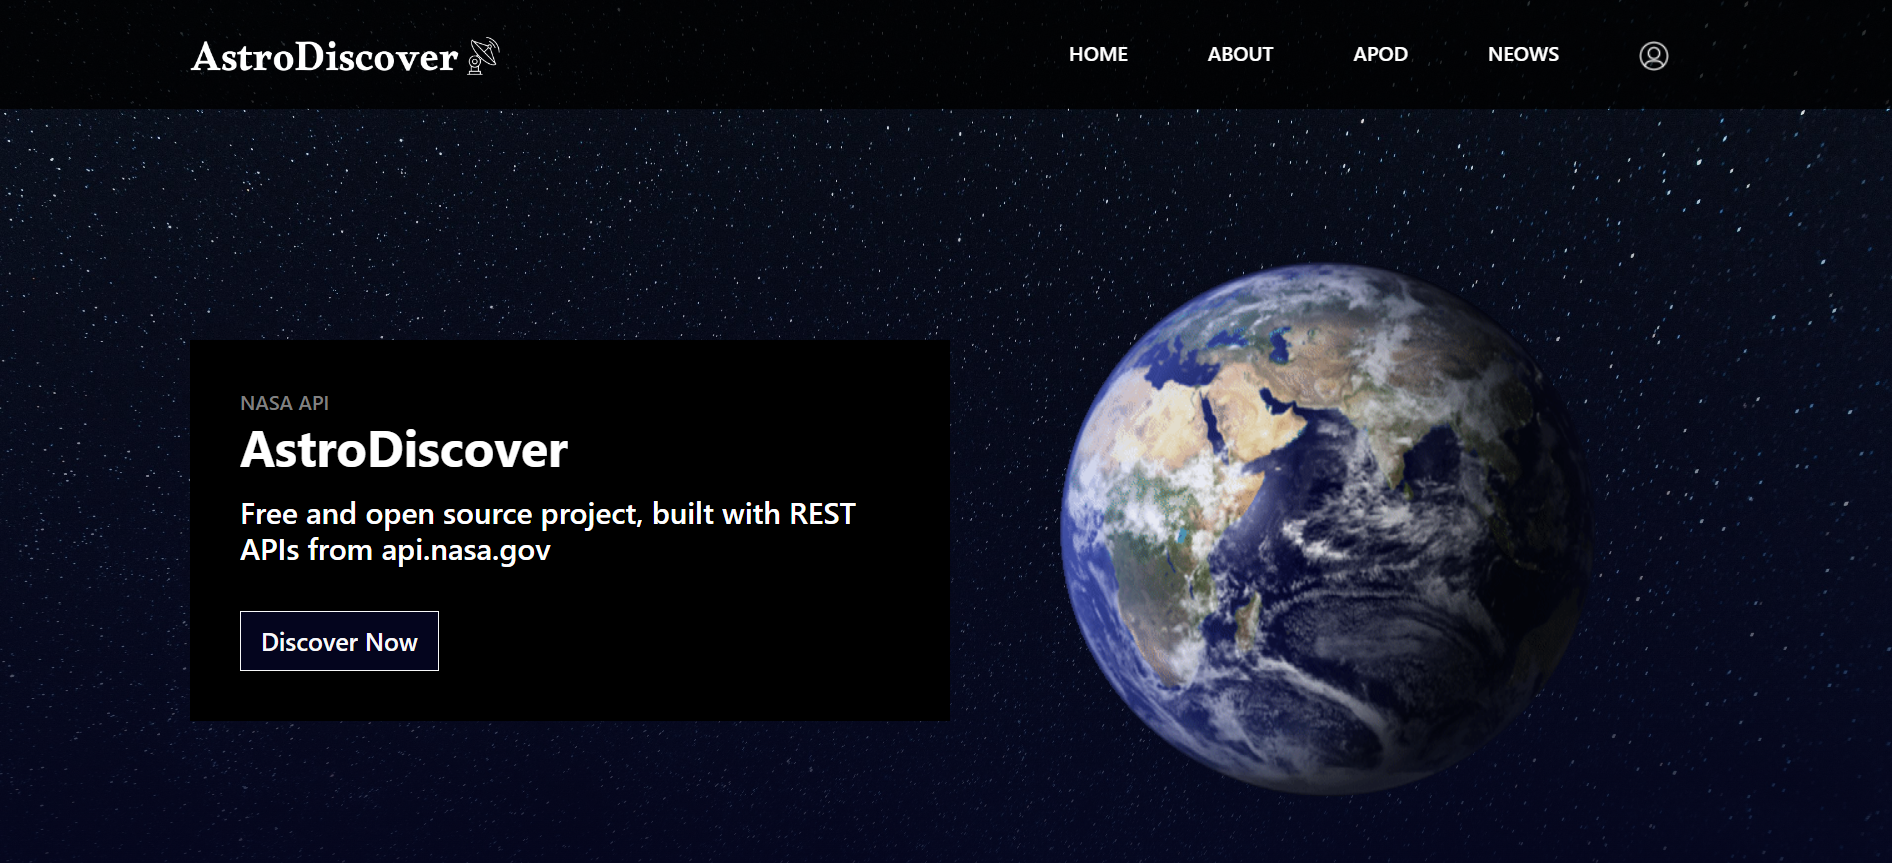 AstroDiscover
HOME
ABOUT
APOD
NEOWS
NASA API
AstroDiscover
Free and open source project, built with REST
APIs from api.nasa.gov
Discover Now